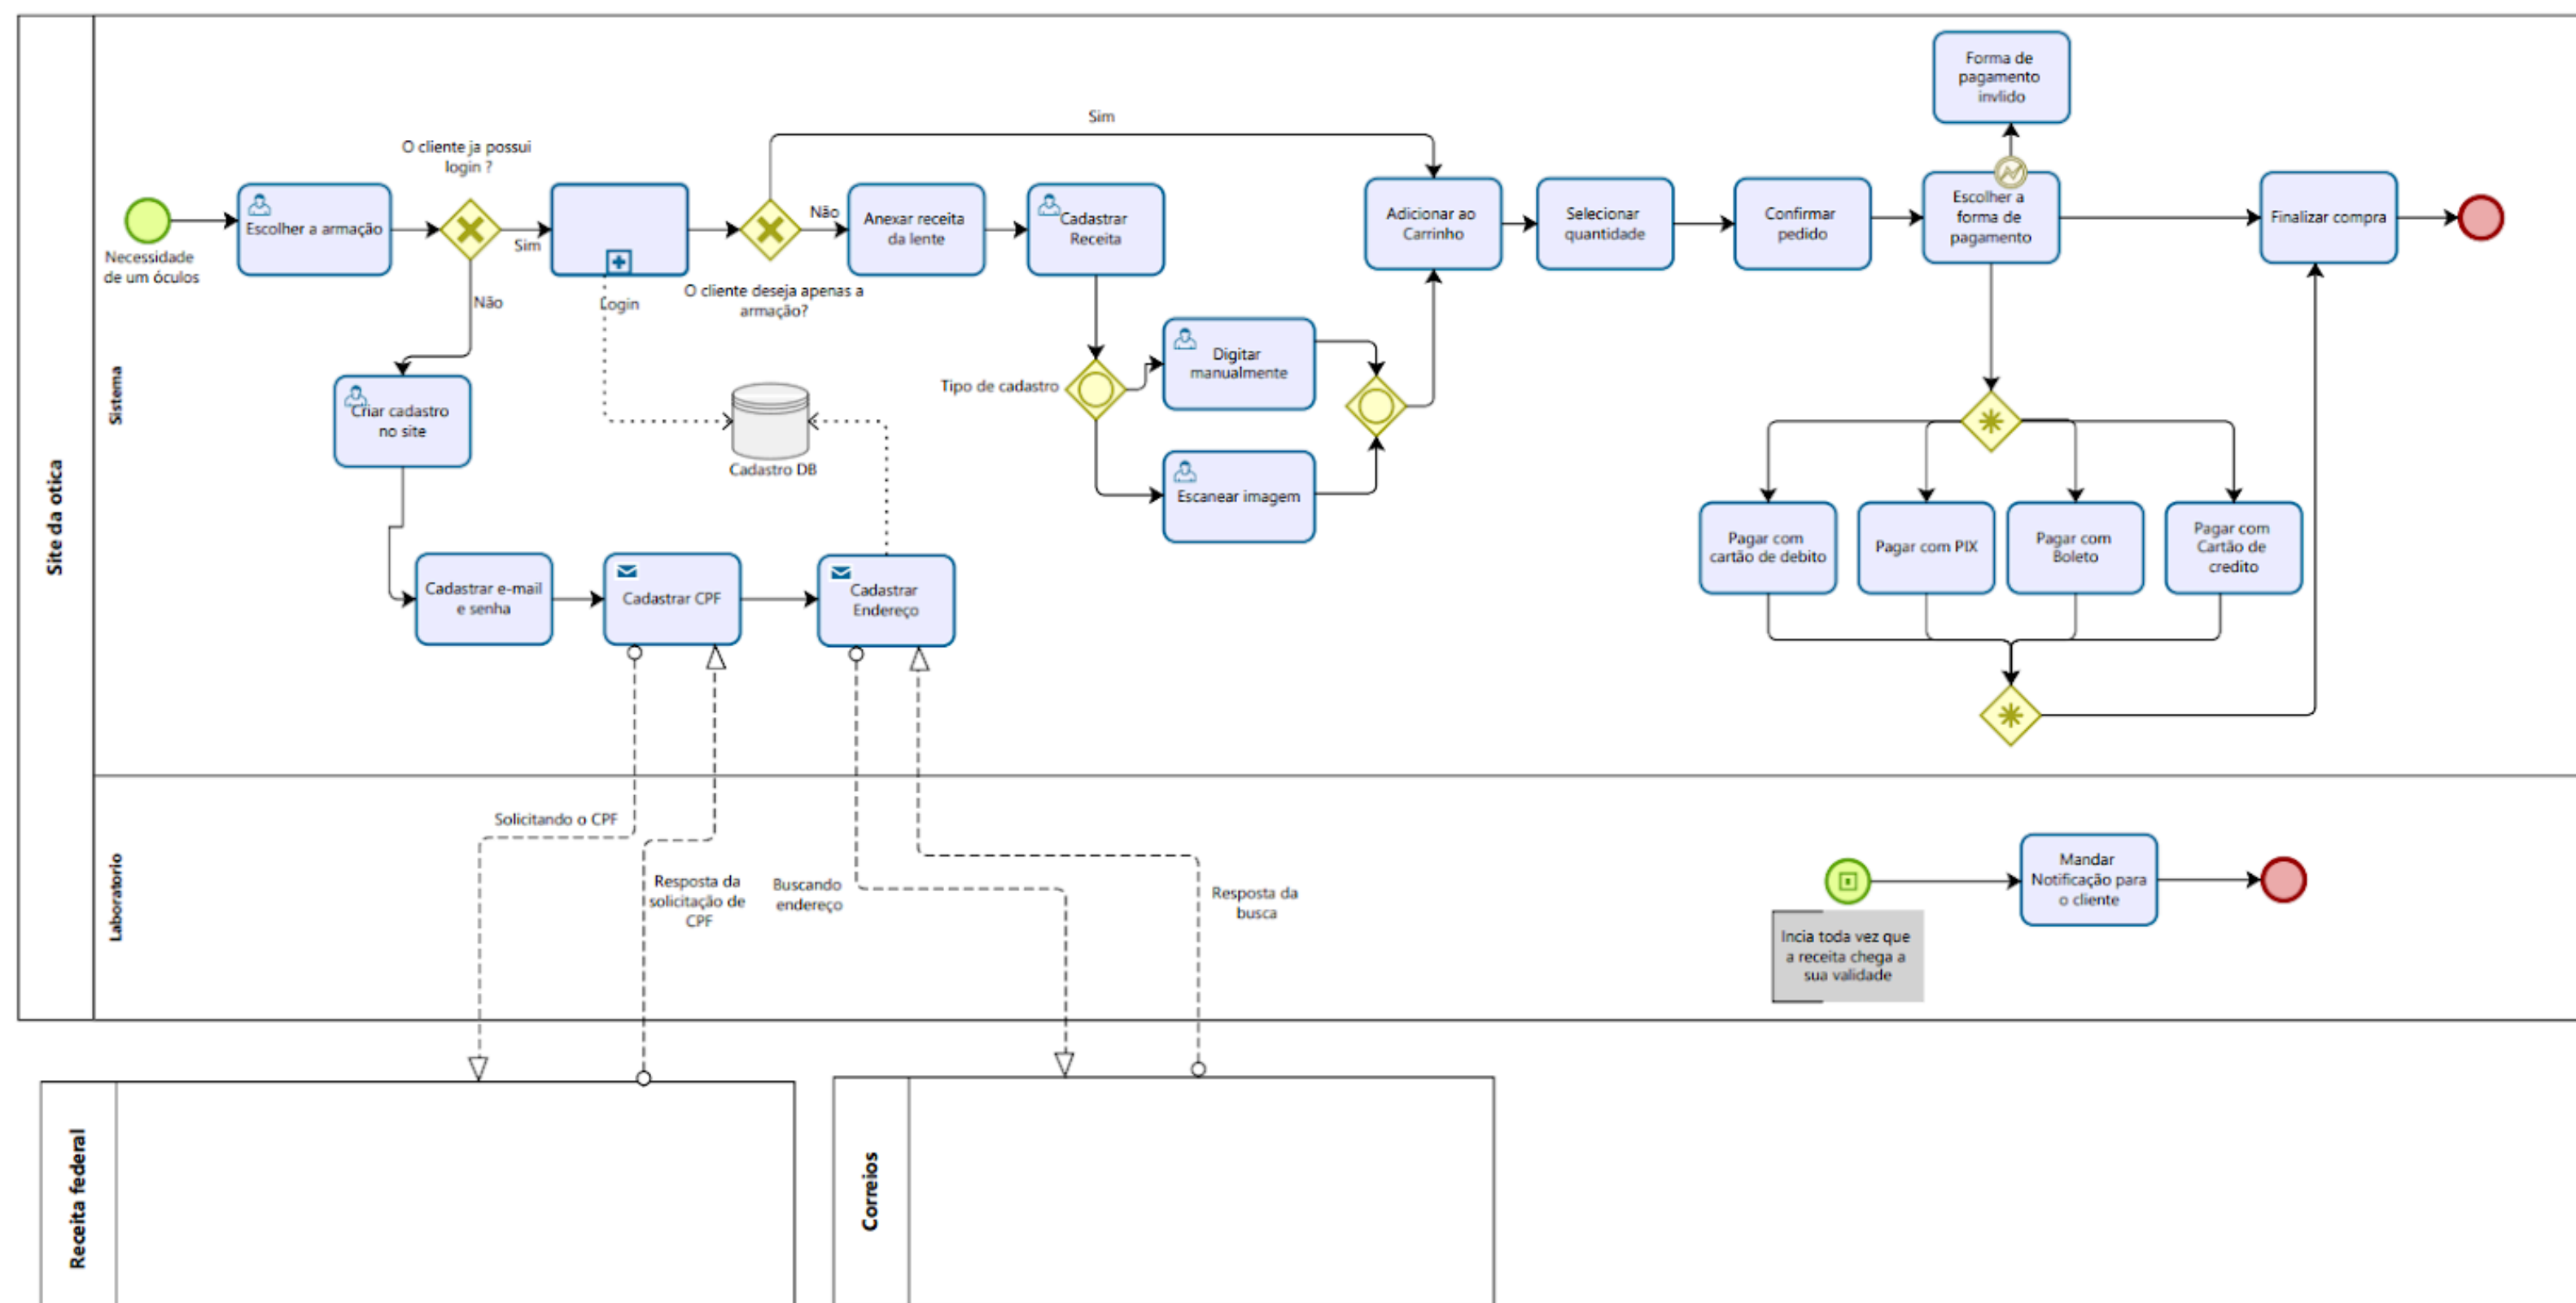 Site da otica
Sistema
Necessidade
de um óculos
Escolher a armação
O cliente ja possui
login ?
Sim
Não
Login
O cliente deseja apenas a
armação?
Sim
Não
Anexar receita
da lente
Cadastrar
Receita
Tipo de cadastro
Digitar
manualmente
Escanear imagem
Adicionar ao
Carrinho
Selecionar
quantidade
Confirmar
pedido
Forma de
pagamento
invlido
Escolher a
forma de
pagamento
Finalizar compra
Criar cadastro
no site
Cadastro DB
Cadastrar e-mail
e senha
Cadastrar CPF
Cadastrar
Endereço
Pagar com
cartão de debito
Pagar com PIX
Pagar com
Boleto
Pagar com
Cartão de
credito
Laboratorio
Solicitando o CPF
Resposta da
solicitação de
CPF
Buscando
endereço
Resposta da
busca
Mandar
Notificação para
o cliente
Incia toda vez que
a receita chega a
sua validade
Receita federal
Correios